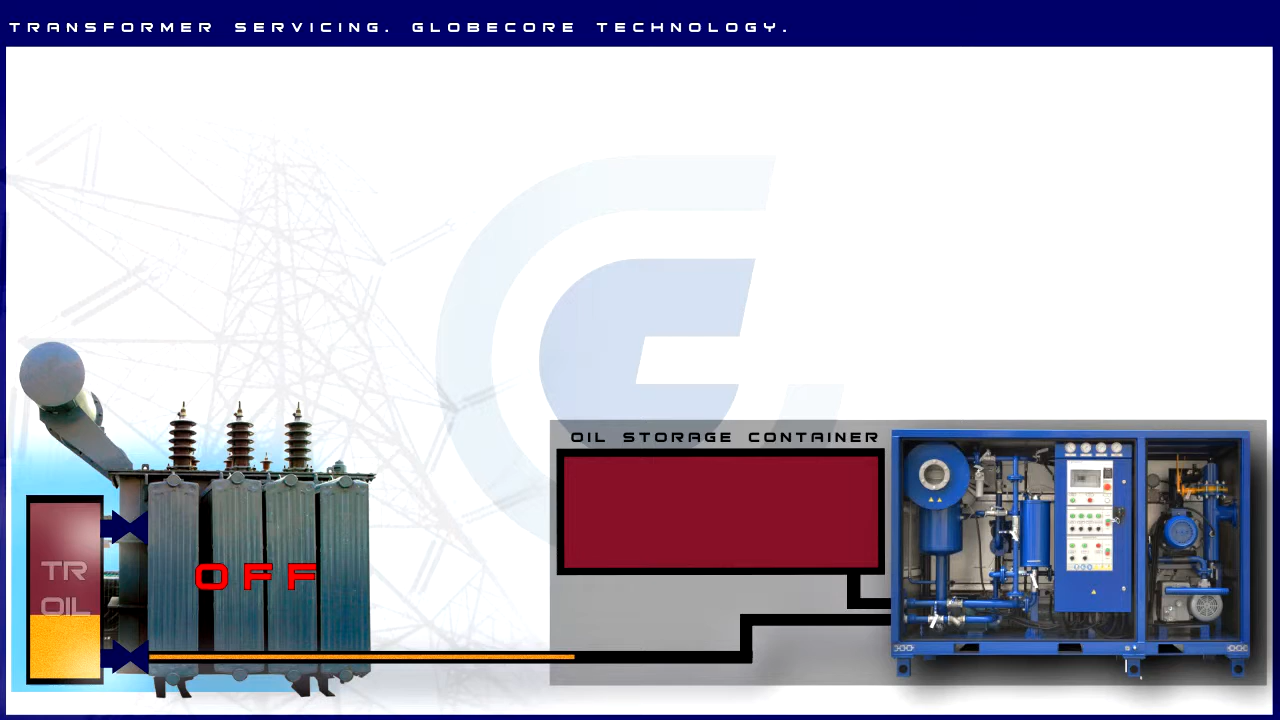 TRANSFORMER SERVICING. GLOBECORE TECHNOLOGY.
OIL STORAGE CONTAINER
TR
OIL
OFF